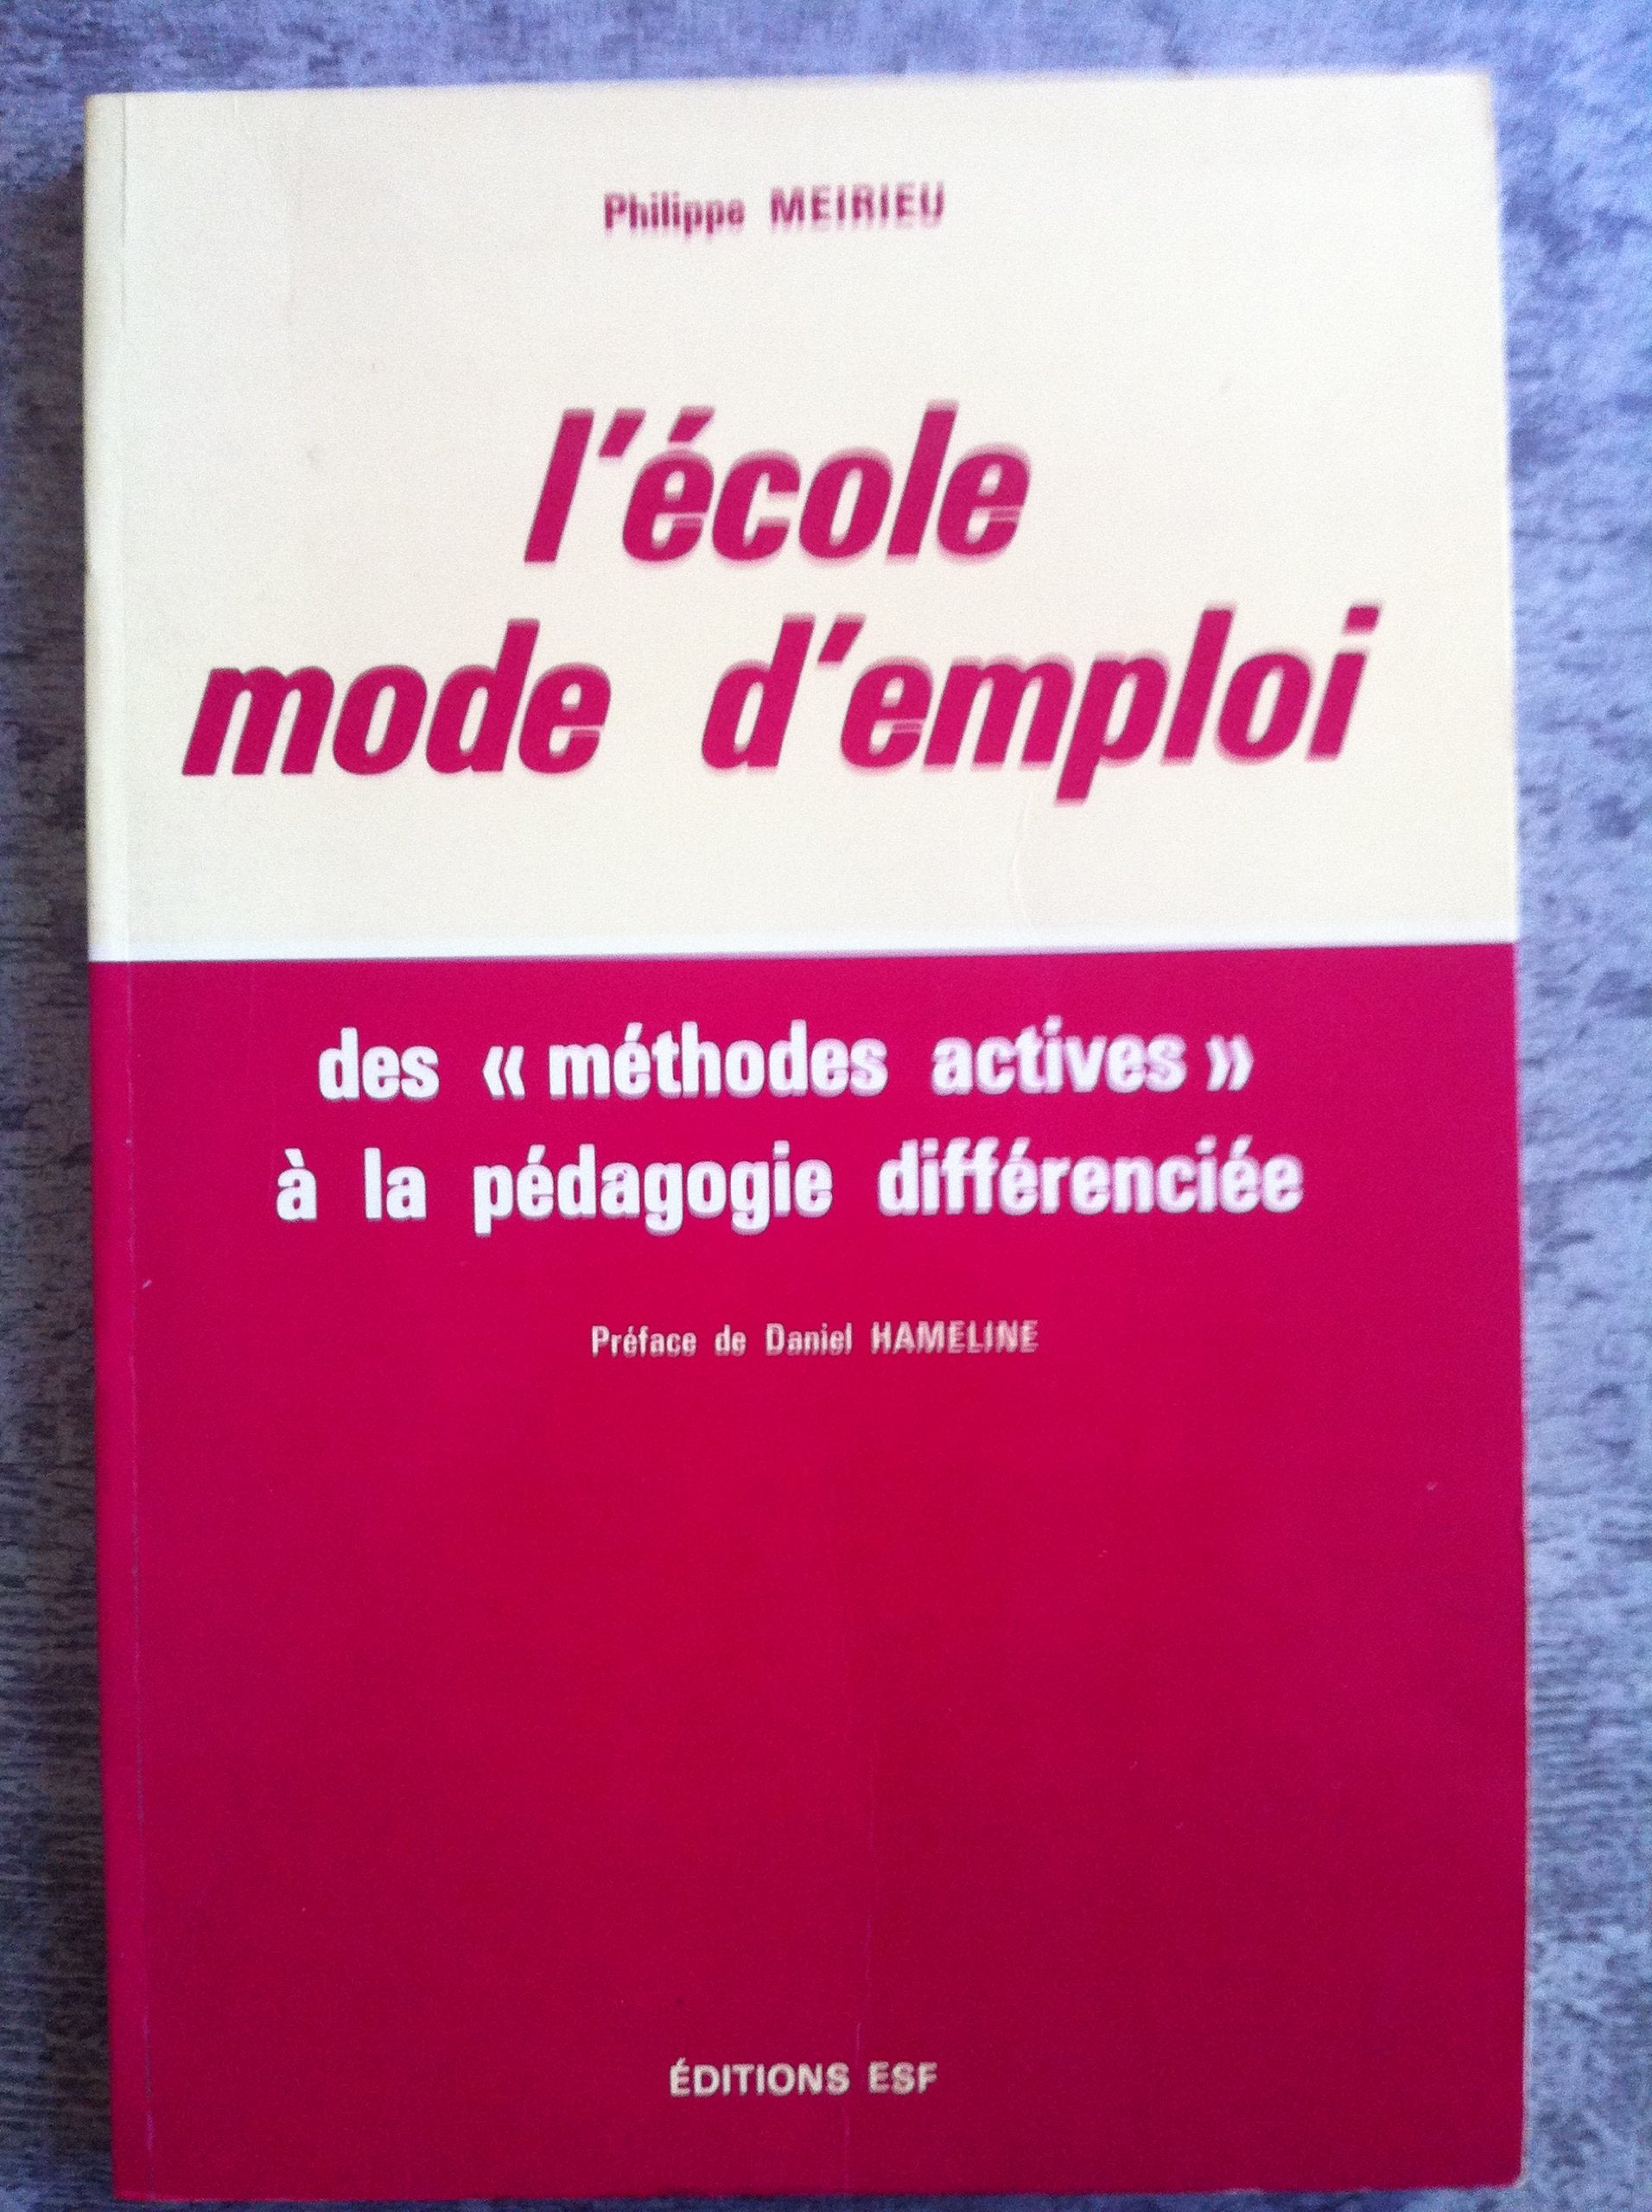 Philippe MEIRIEU
l'école
mode d'emploi
des « méthodes actives »
à la pédagogie différenciée
Préface de Daniel HAMELINE
ÉDITIONS ESF